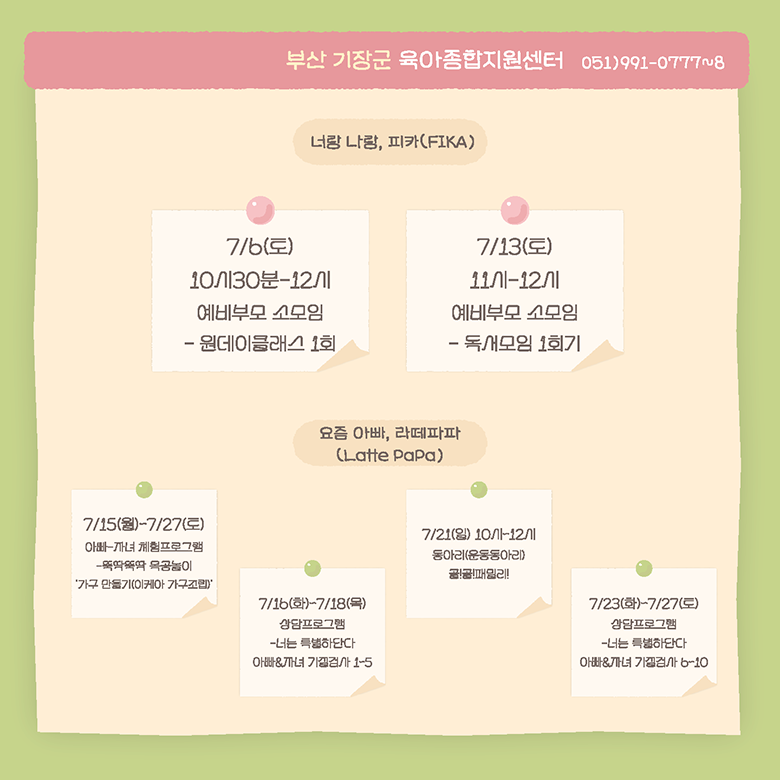 부산 기장군 육아종합지원센터 051)991-0777~8
너랑 나랑, 피카(FIKA)
7/6(토)
10시30분-12시
예비부모 소모임
- 원데이클래스 1회
7/13(토)
11시-12시
예비부모 소모임
- 독서모임 1회기
요즘 아빠, 라떼파파
(Latte PaPa)
7/15(월)-7/27(토)
아빠-자녀 체험프로그램
-뚝딱뚝딱 목공놀이
'가구 만들기(이케아 가구조립)'
7/16(화)-7/18(목)
상담프로그램
-너는 특별하단다
아빠&자녀 기질검사 1-5
7/21(일) 10시-12시
동아리(운동동아리)
골!골!패밀리!
7/23(화)-7/27(토)
상담프로그램
-너는 특별하단다
아빠&자녀 기질검사 6-10